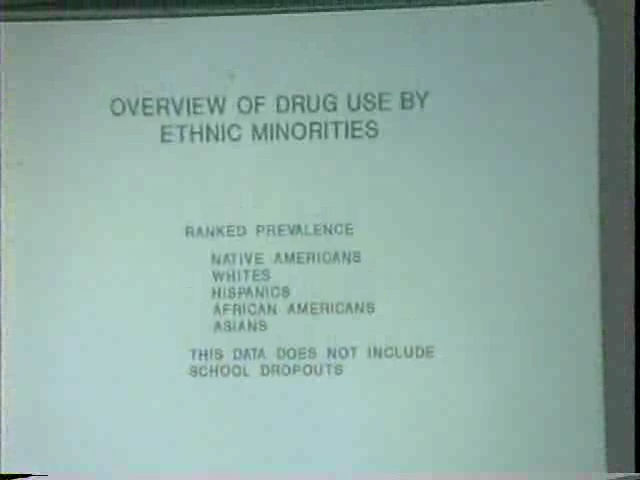 OVERVIEW OF DRUG USE BY
ETHNIC MINORITIES
RANKED PREVALENCE
NATIVE AMERICANS
WHITES
HISPANICS
AFRICAN AMERICANS
ASIANS
THIS DATA DOES NOT INCLUDE
SCHOOL DROPOUTS